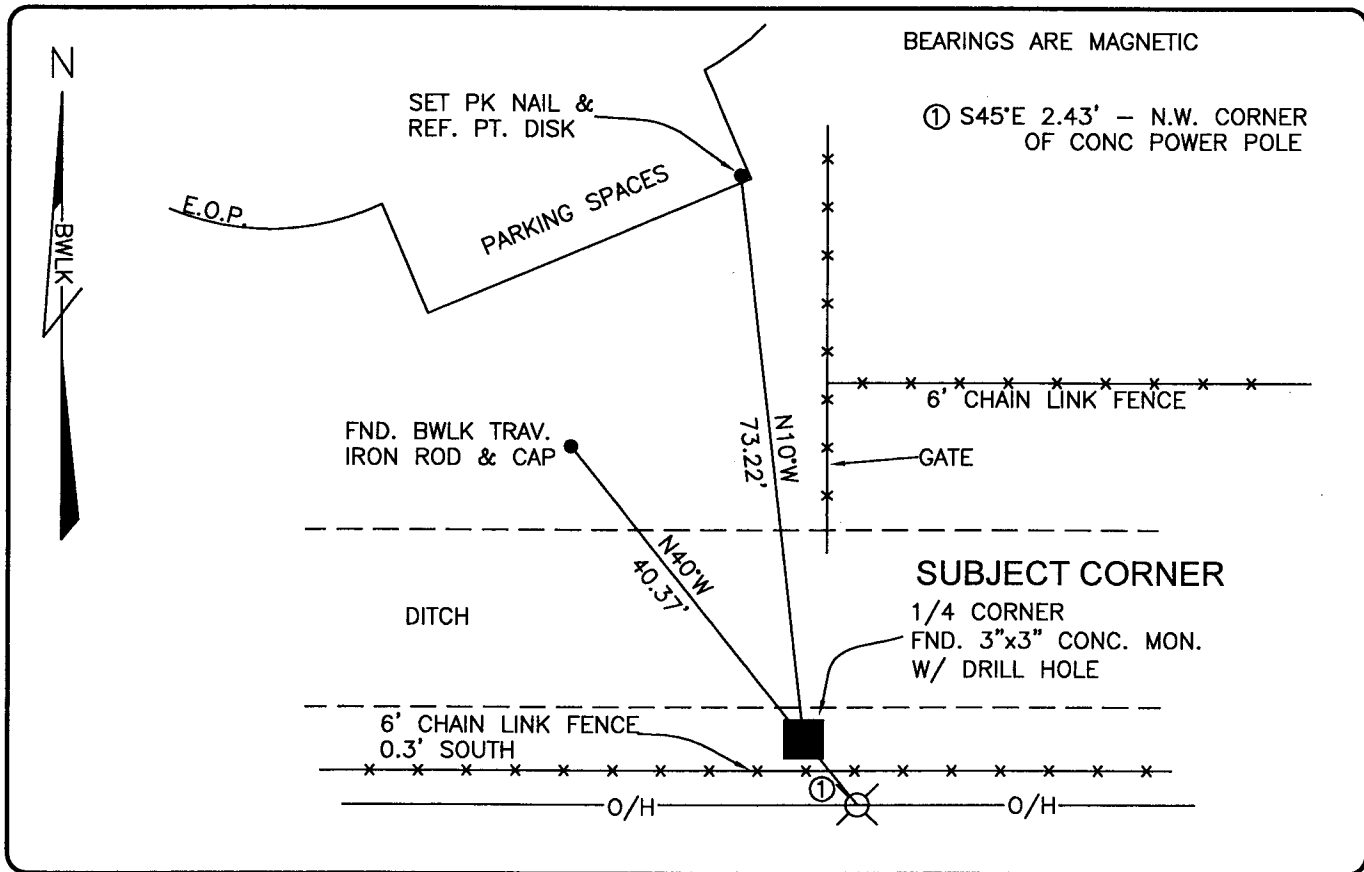 N
BWLK
BEARINGS ARE MAGNETIC
① S45°E 2.43' – N.W. CORNER
OF CONC POWER POLE
SET PK NAIL &
REF. PT. DISK
E.O.P.
PARKING SPACES
6' CHAIN LINK FENCE
GATE
FND. BWLK TRAV.
IRON ROD & CAP
N10°W
73.22'
N40°W
40.37'
DITCH
SUBJECT CORNER
1/4 CORNER
FND. 3"x3" CONC. MON.
W/ DRILL HOLE
6' CHAIN LINK FENCE
0.3' SOUTH
①
O/H
O/H